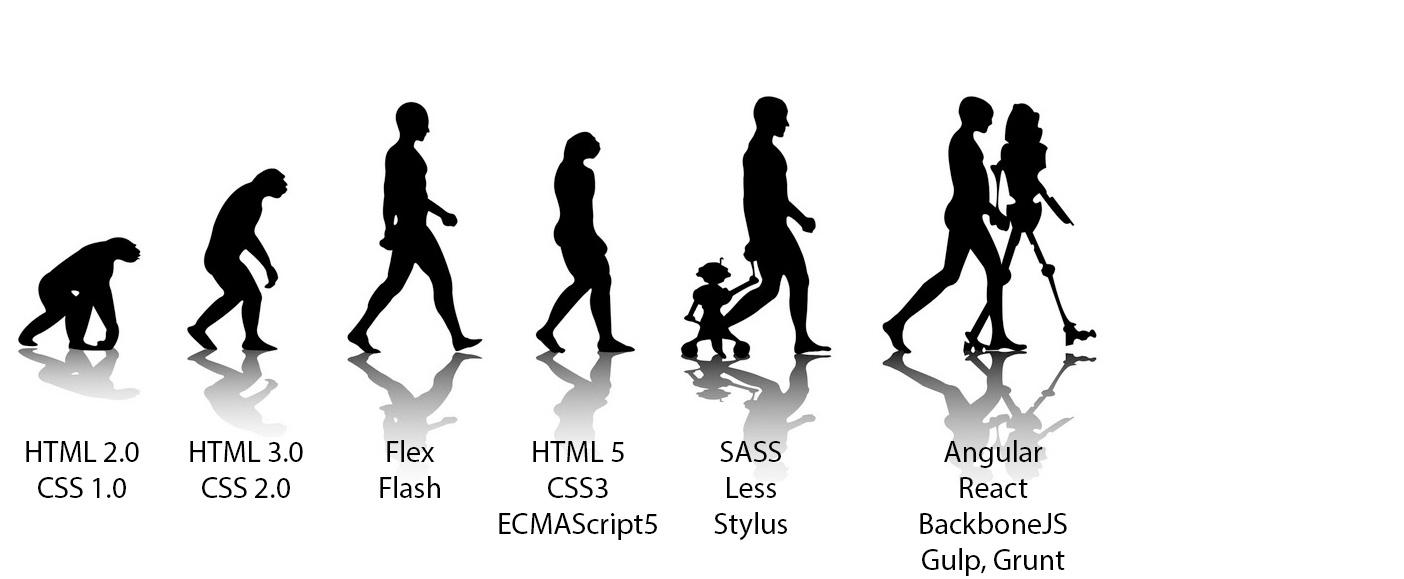 HTML 2.0
CSS 1.0
HTML 3.0
CSS 2.0
Flex
Flash
HTML 5
CSS3
ECMAScript5
SASS
Less
Stylus
Angular
React
BackboneJS
Gulp, Grunt